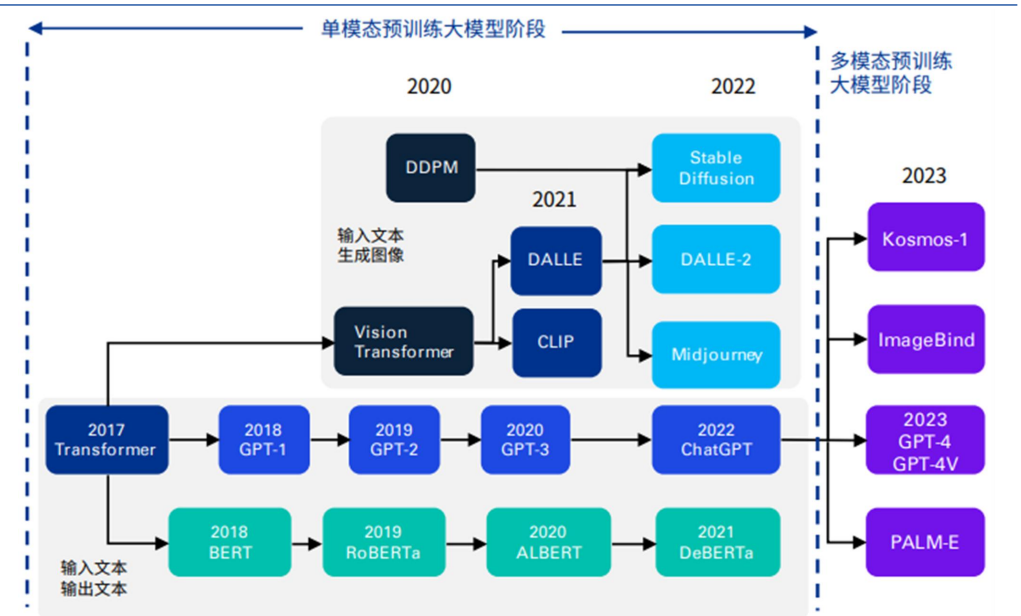 单模态预训练大模型阶段
多模态预训练
大模型阶段
2020
2022
2023
DDPM
Stable
Diffusion
2021
输入文本
生成图像
DALLE
DALLE-2
Kosmos-1
Vision
Transformer
CLIP
Midjourney
ImageBind
2017
Transformer
2018
GPT-1
2019
GPT-2
2020
GPT-3
2022
ChatGPT
2023
GPT-4
GPT-4V
2018
BERT
2019
RoBERTa
2020
ALBERT
2021
DeBERTa
PALM-E
输入文本
输出文本